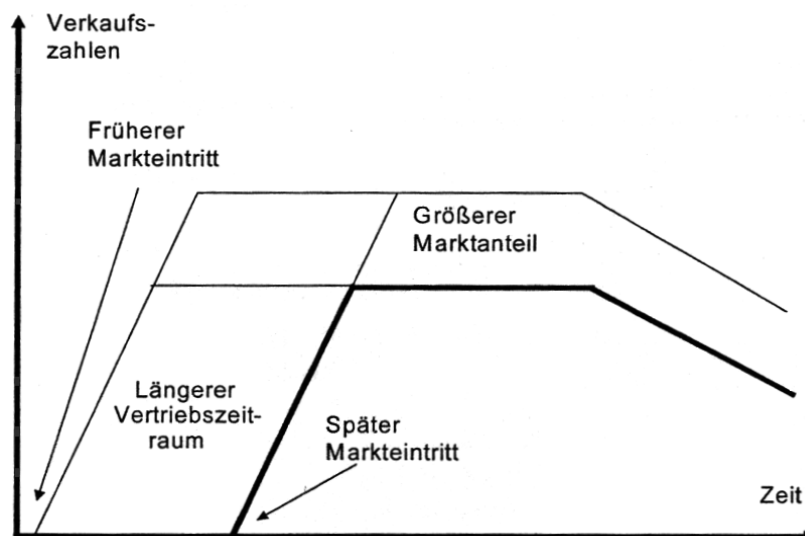 Verkaufs-
zahlen
Früherer
Markteintritt
Größerer
Marktanteil
Längerer
Vertriebszeit-
raum
Später
Markteintritt
Zeit